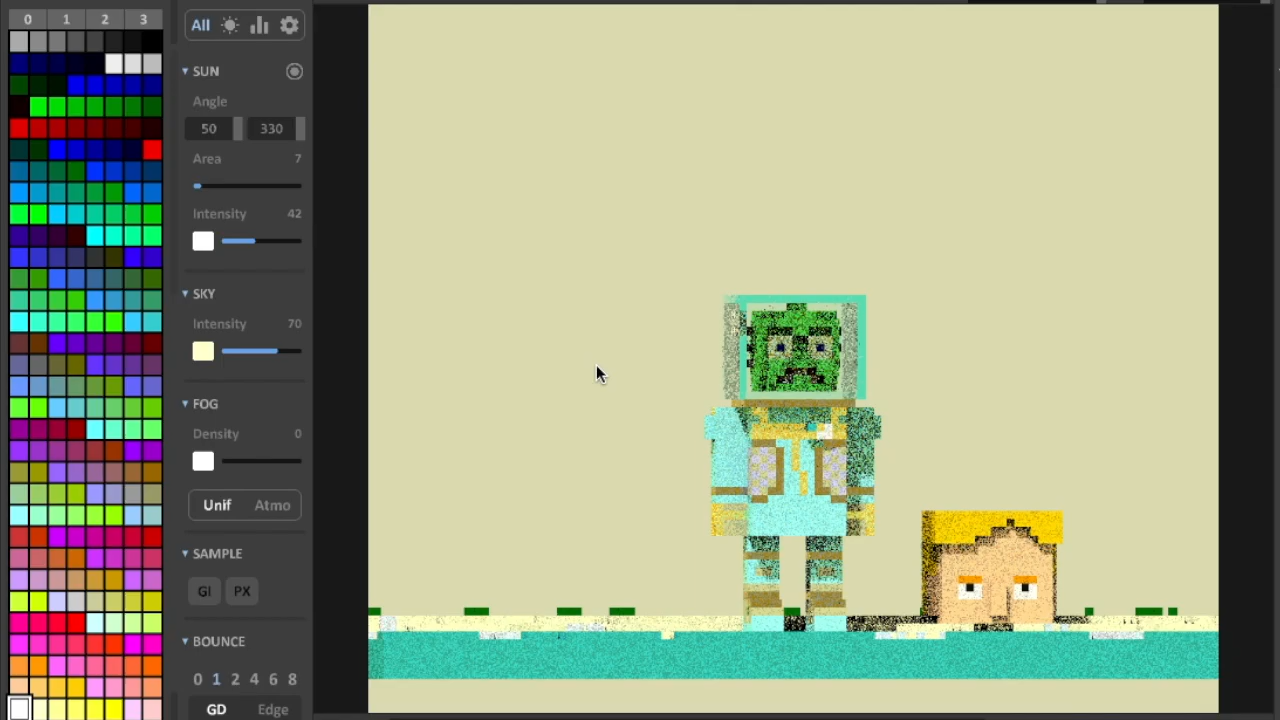 0 1 2 3
All
SUN
Angle
50 330
Area 7
Intensity 42
SKY
Intensity 70
FOG
Density 0
Unif Atmo
SAMPLE
GI PX
BOUNCE
0 1 2 4 6 8
GD Edge